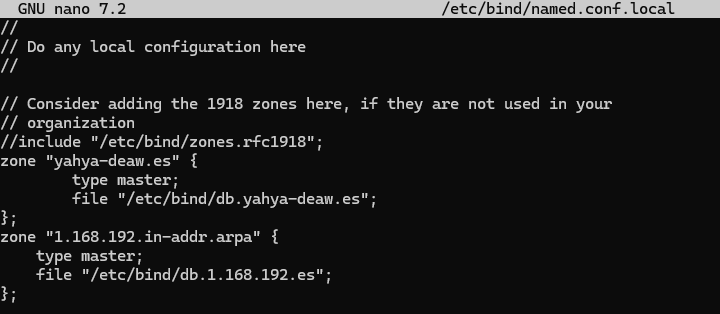 GNU nano 7.2 /etc/bind/named.conf.local
//
// Do any local configuration here
//
// Consider adding the 1918 zones here, if they are not used in your
// organization
//include "/etc/bind/zones.rfc1918";
zone "yahya-deaw.es" {
        type master;
        file "/etc/bind/db.yahya-deaw.es";
};
zone "1.168.192.in-addr.arpa" {
    type master;
    file "/etc/bind/db.1.168.192.es";
};